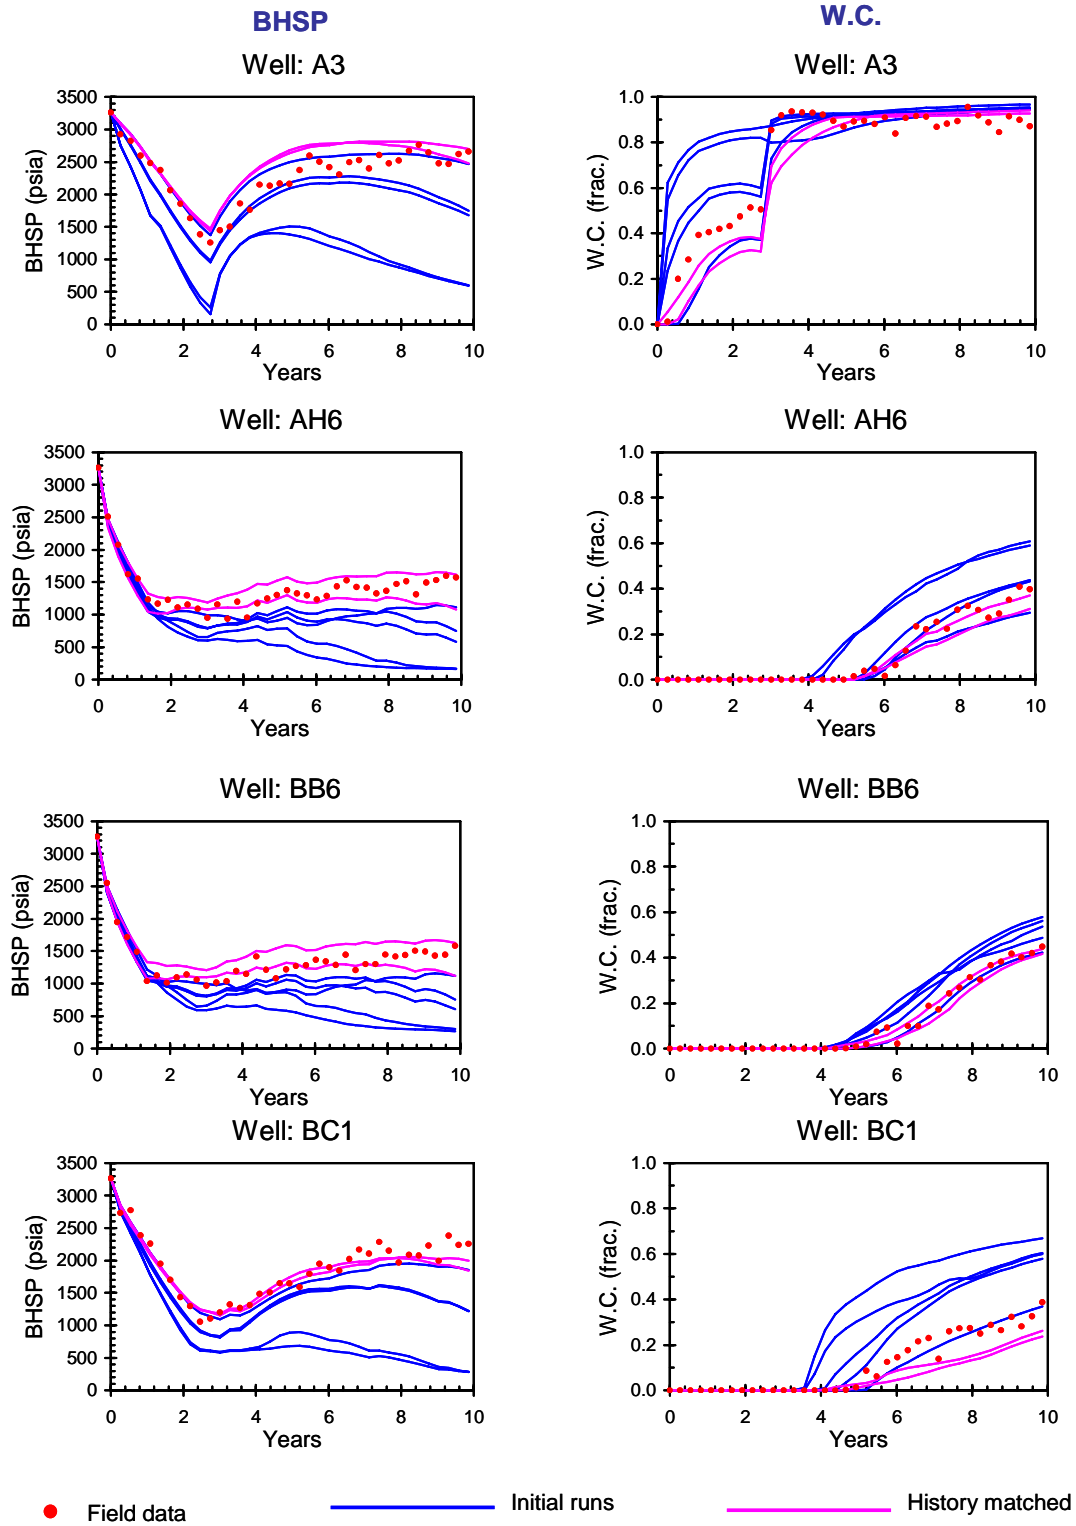 BHSP
W.C.
Well: A3
Well: A3
3500
3000
2500
2000
1500
1000
500
0
BHSP (psia)
0 2 4 6 8 10
Years
1.0
0.8
0.6
0.4
0.2
0.0
W.C. (frac.)
0 2 4 6 8 10
Years
Well: AH6
Well: AH6
3500
3000
2500
2000
1500
1000
500
0
BHSP (psia)
0 2 4 6 8 10
Years
1.0
0.8
0.6
0.4
0.2
0.0
W.C. (frac.)
0 2 4 6 8 10
Years
Well: BB6
Well: BB6
3500
3000
2500
2000
1500
1000
500
0
BHSP (psia)
0 2 4 6 8 10
Years
1.0
0.8
0.6
0.4
0.2
0.0
W.C. (frac.)
0 2 4 6 8 10
Years
Well: BC1
Well: BC1
3500
3000
2500
2000
1500
1000
500
0
BHSP (psia)
0 2 4 6 8 10
Years
1.0
0.8
0.6
0.4
0.2
0.0
W.C. (frac.)
0 2 4 6 8 10
Years
Field data
Initial runs
History matched